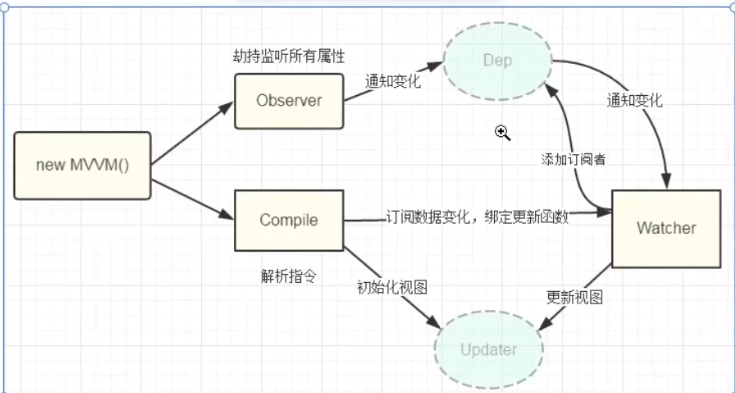 劫持监听所有属性
Dep
Observer
通知变化
通知变化
new MVVM()
添加订阅者
Compile
订阅数据变化，绑定更新函数
Watcher
解析指令
初始化视图
更新视图
Updater